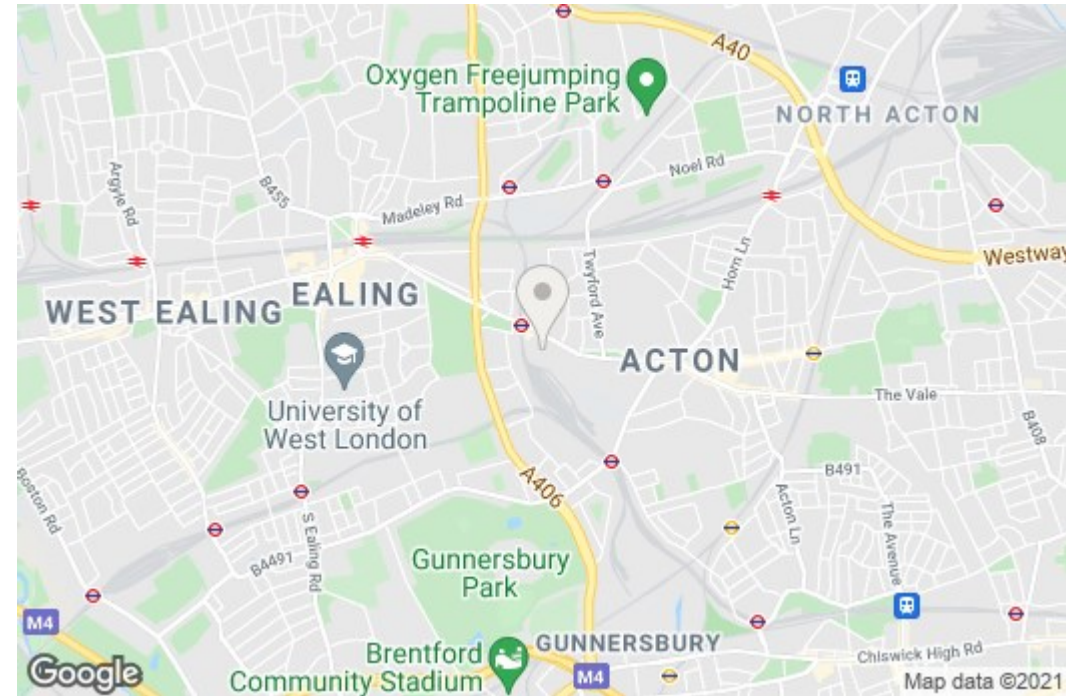 A40
Oxygen Freejumping
Trampoline Park
NORTH ACTON
Argyle Rd
B455
Noel Rd
Madeley Rd
Westway
Horn Ln
Twyford Ave
WEST EALING
EALING
ACTON
University of
West London
The Vale
B408
A406
B491
Boston Rd
S Ealing Rd
Acton Ln
The Avenue
B4491
Gunnersbury
Park
M4
GUNNERSBURY
Brentford
Community Stadium
M4
Chiswick High Rd
Google
Map data ©2021